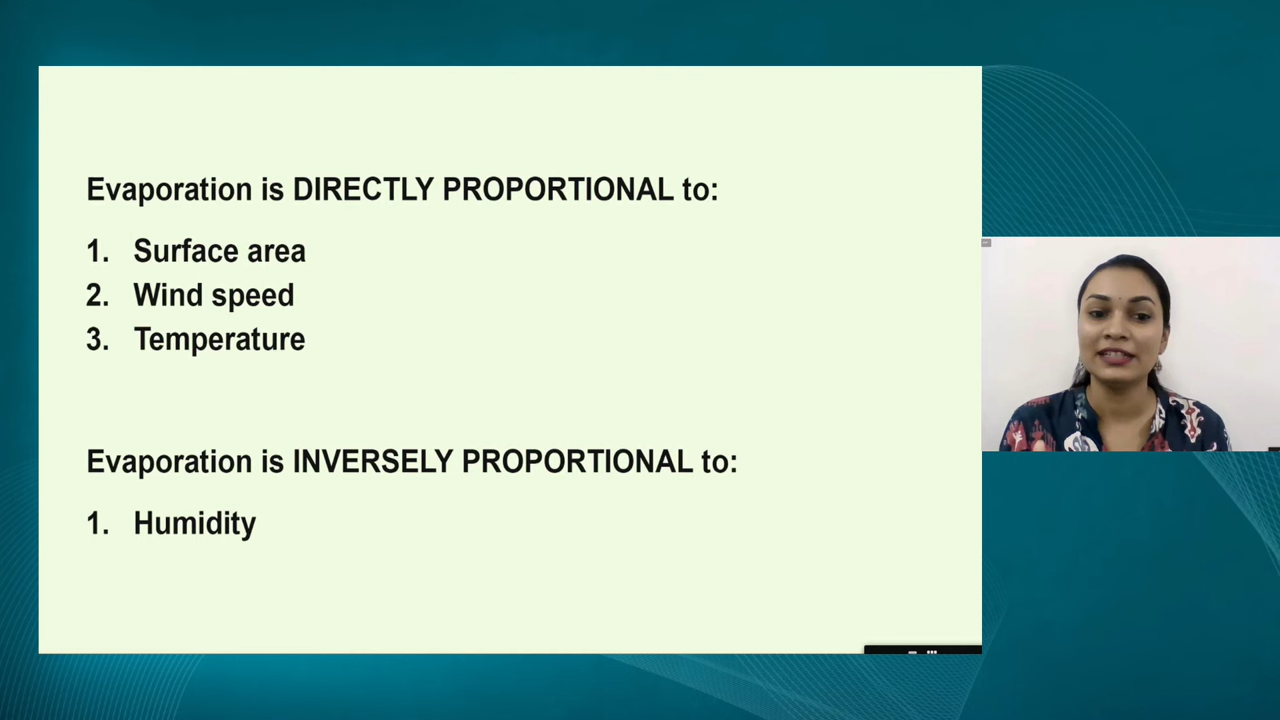 Evaporation is DIRECTLY PROPORTIONAL to:
1. Surface area
2. Wind speed
3. Temperature
Evaporation is INVERSELY PROPORTIONAL to:
1. Humidity